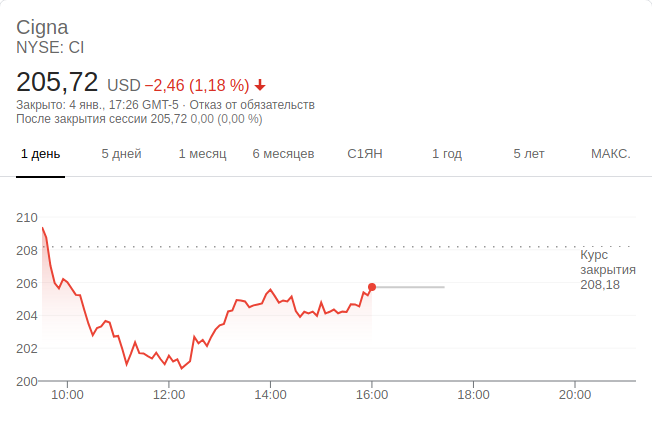 Cigna
NYSE: CI
205,72 USD −2,46 (1,18 %)
Закрыто: 4 янв., 17:26 GMT-5 · Отказ от обязательств
После закрытия сессии 205,72 0,00 (0,00 %)
1 день 5 дней 1 месяц 6 месяцев С1ЯН 1 год 5 лет МАКС.
210
208
206
204
202
200
Курс
закрытия
208,18
10:00 12:00 14:00 16:00 18:00 20:00